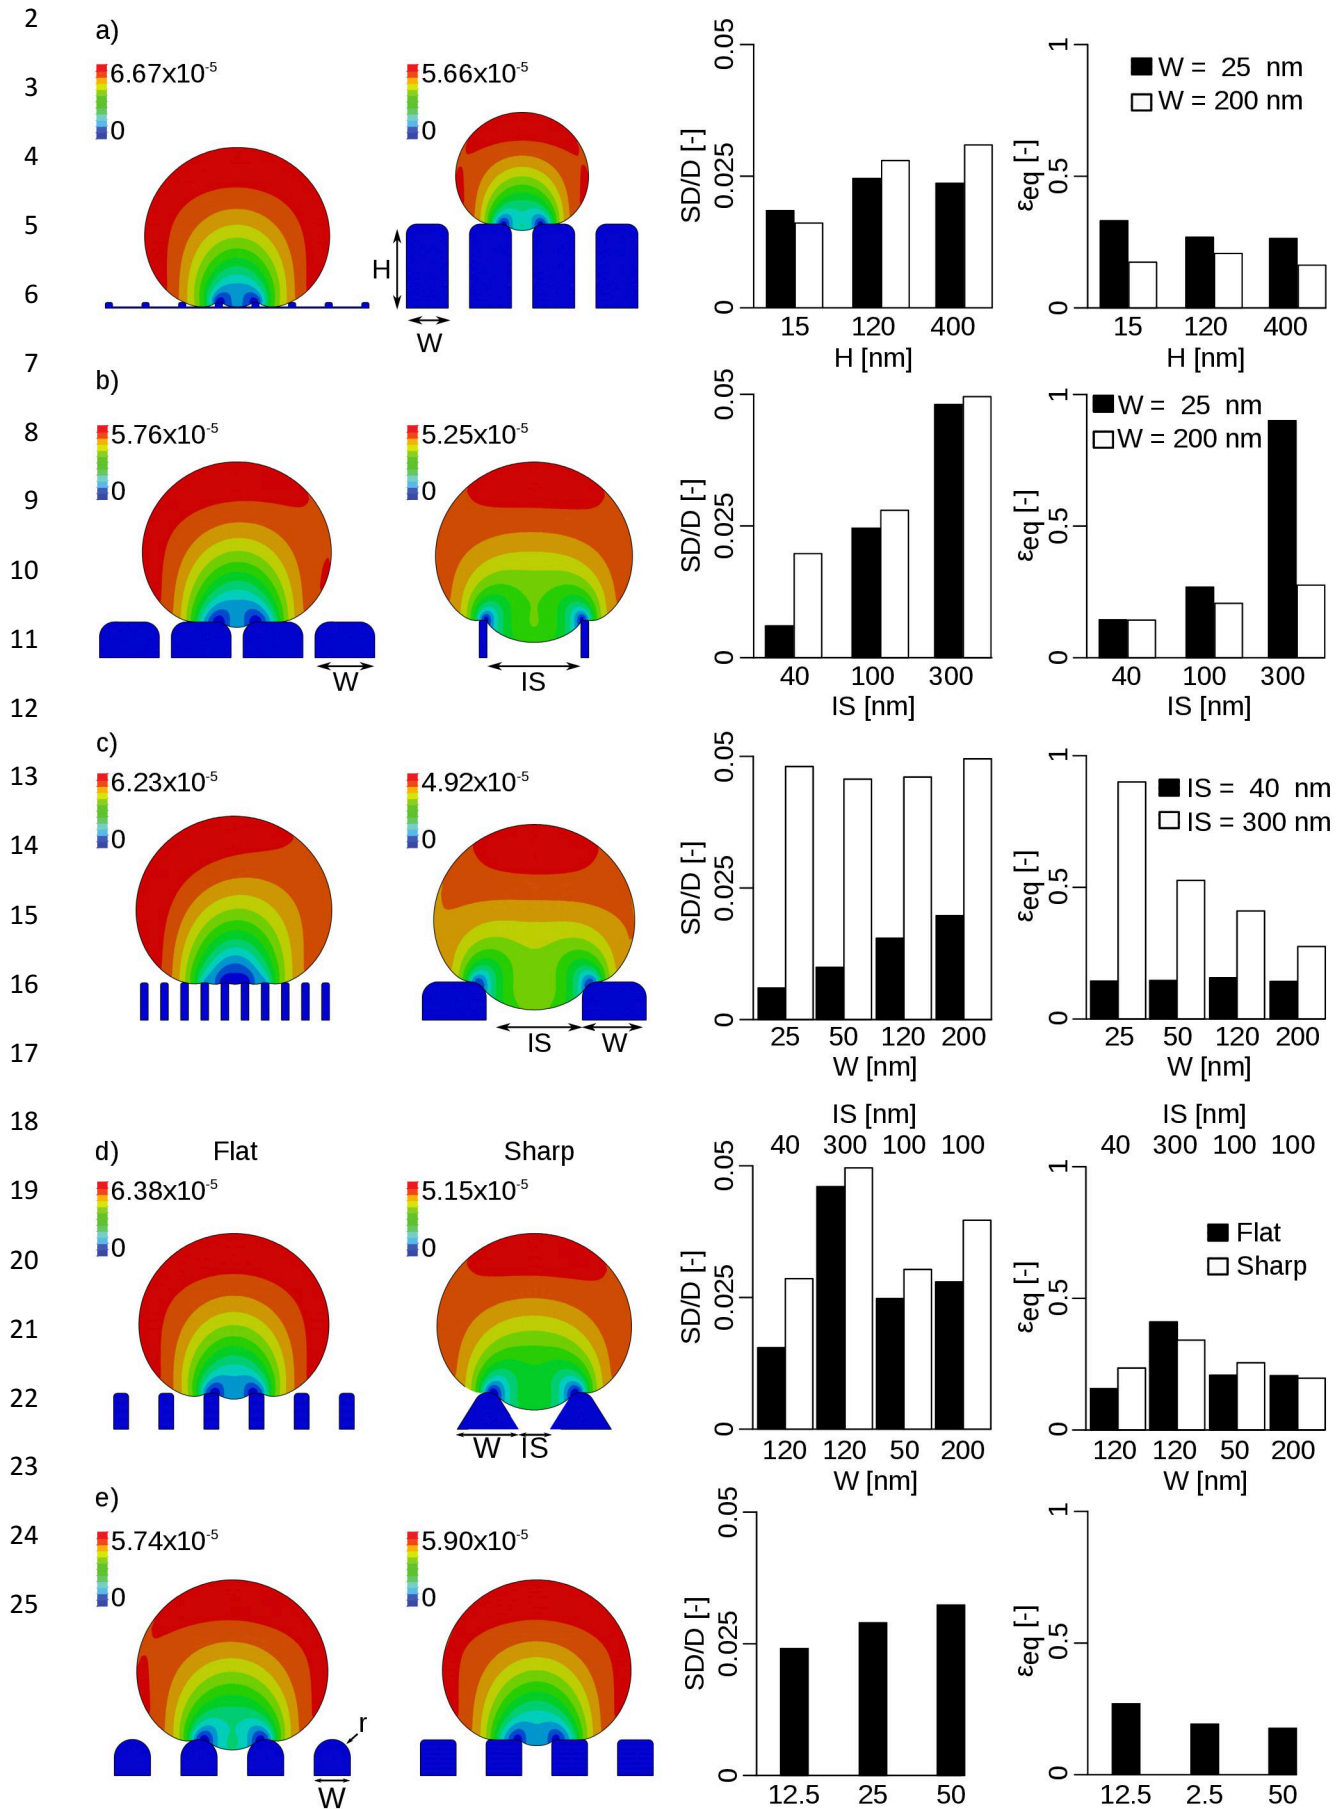 2
3
4
5
6
7
8
9
10
11
12
13
14
15
16
17
18
19
20
21
22
23
24
25
a)
6.67x10-5
0
5.66x10-5
0
H
W
0.05
0.025
0
SD/D [-]
15 120 400
H [nm]
1
0.5
0
εeq [-]
W = 25 nm
W = 200 nm
15 120 400
H [nm]
b)
5.76x10-5
0
5.25x10-5
0
W
IS
0.05
0.025
0
SD/D [-]
40 100 300
IS [nm]
1
0.5
0
εeq [-]
W = 25 nm
W = 200 nm
40 100 300
IS [nm]
c)
6.23x10-5
0
4.92x10-5
0
IS W
0.05
0.025
0
SD/D [-]
25 50 120 200
W [nm]
1
0.5
0
εeq [-]
IS = 40 nm
IS = 300 nm
25 50 120 200
W [nm]
d)
Flat
Sharp
6.38x10-5
0
5.15x10-5
0
W IS
IS [nm]
40 300 100 100
0.05
0.025
0
SD/D [-]
120 120 50 200
W [nm]
IS [nm]
40 300 100 100
1
0.5
0
εeq [-]
Flat
Sharp
120 120 50 200
W [nm]
e)
5.74x10-5
0
5.90x10-5
0
r
W
0.05
0.025
0
SD/D [-]
12.5 25 50
1
0.5
0
εeq [-]
12.5 2.5 50